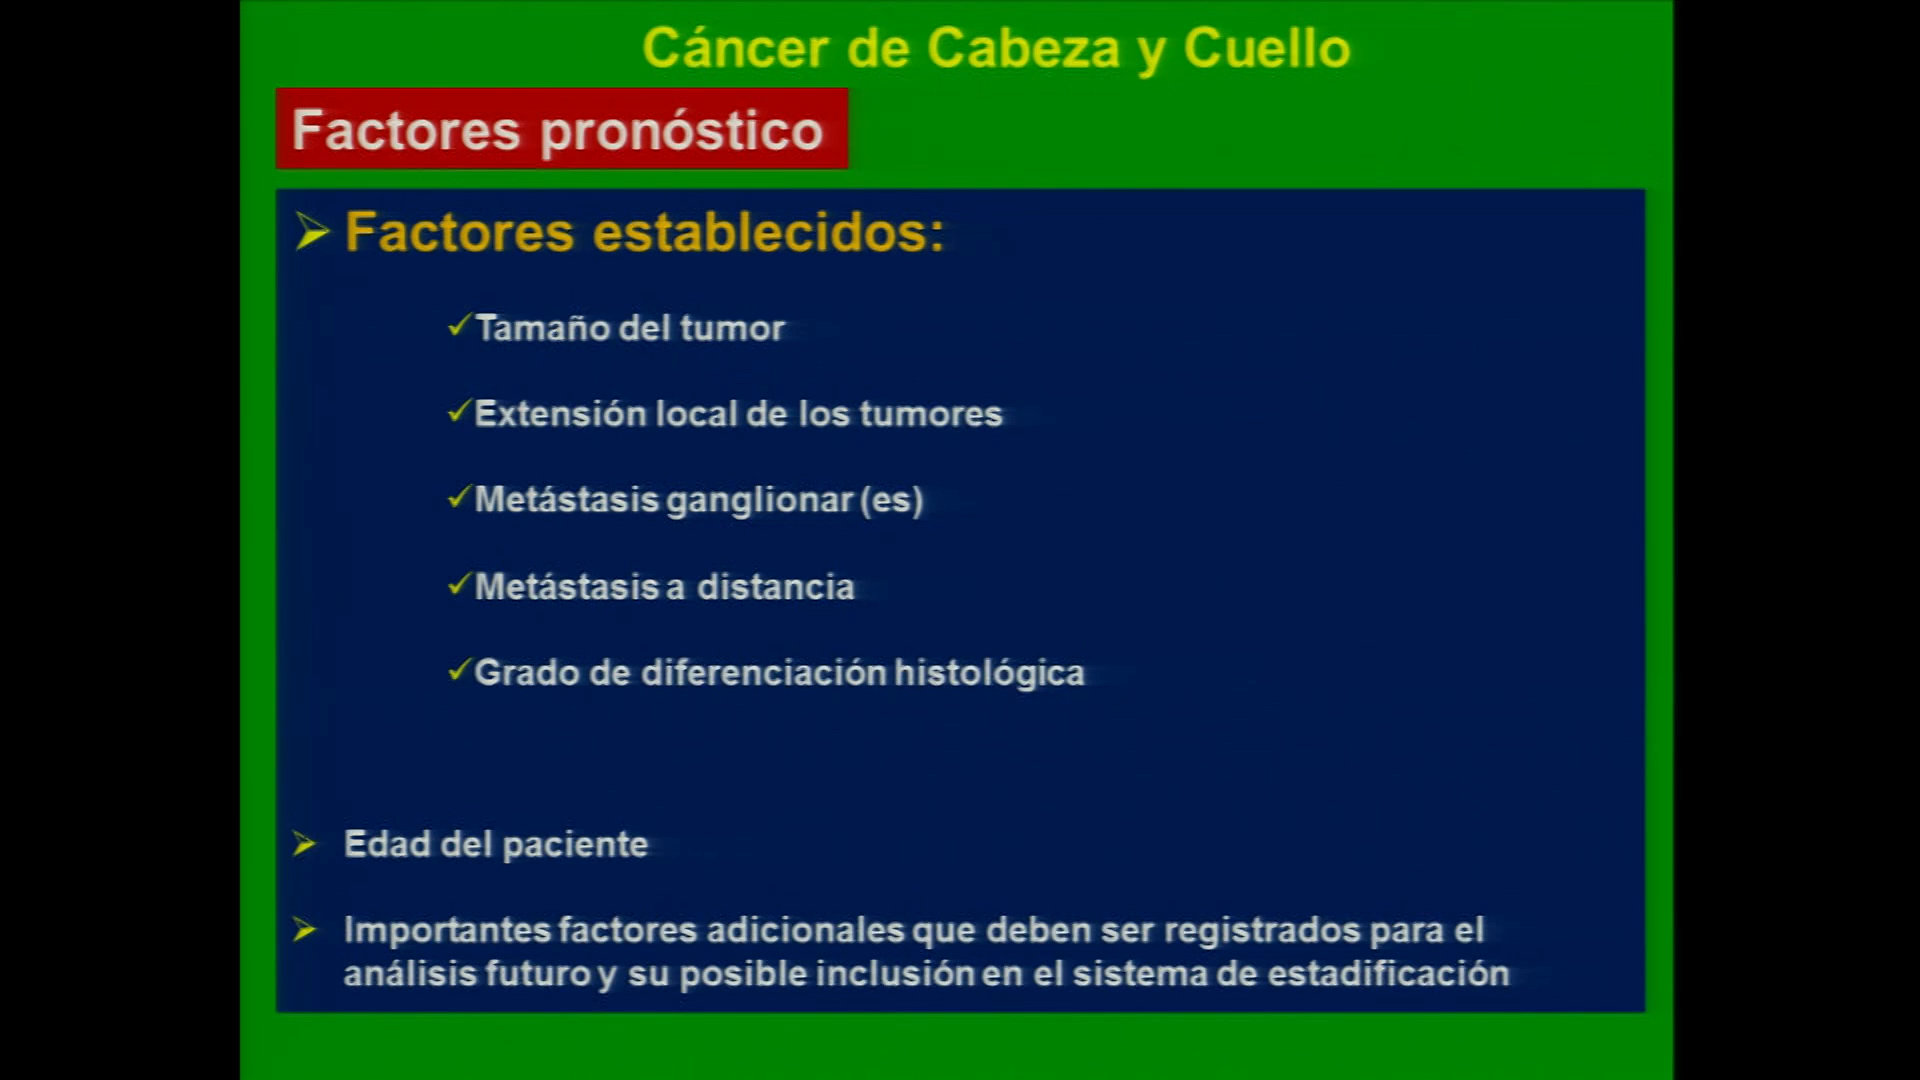 Cáncer de Cabeza y Cuello
Factores pronóstico
Factores establecidos:
Tamaño del tumor
Extensión local de los tumores
Metástasis ganglionar (es)
Metástasis a distancia
Grado de diferenciación histológica
Edad del paciente
Importantes factores adicionales que deben ser registrados para el
análisis futuro y su posible inclusión en el sistema de estadificación